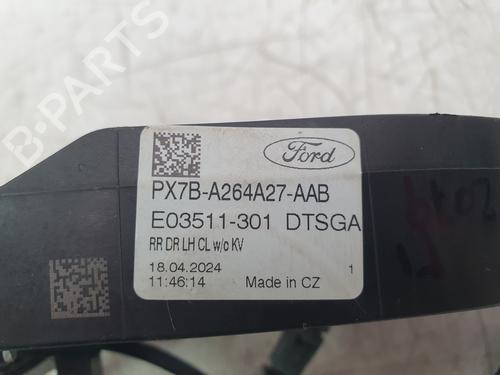 B-PARTS
Ford
PX7B-A264A27-AAB
E03511-301 DTSGA
RR DR LH CL w/o KV
18.04.2024 1
11:46:14 Made in CZ